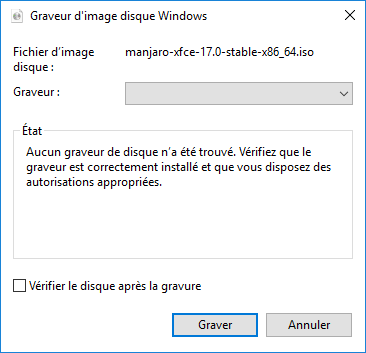 Graveur d'image disque Windows
Fichier d'image manjaro-xfce-17.0-stable-x86_64.iso
disque :
Graveur :
État
Aucun graveur de disque n'a été trouvé. Vérifiez que le
graveur est correctement installé et que vous disposez des
autorisations appropriées.
Vérifier le disque après la gravure
Graver Annuler